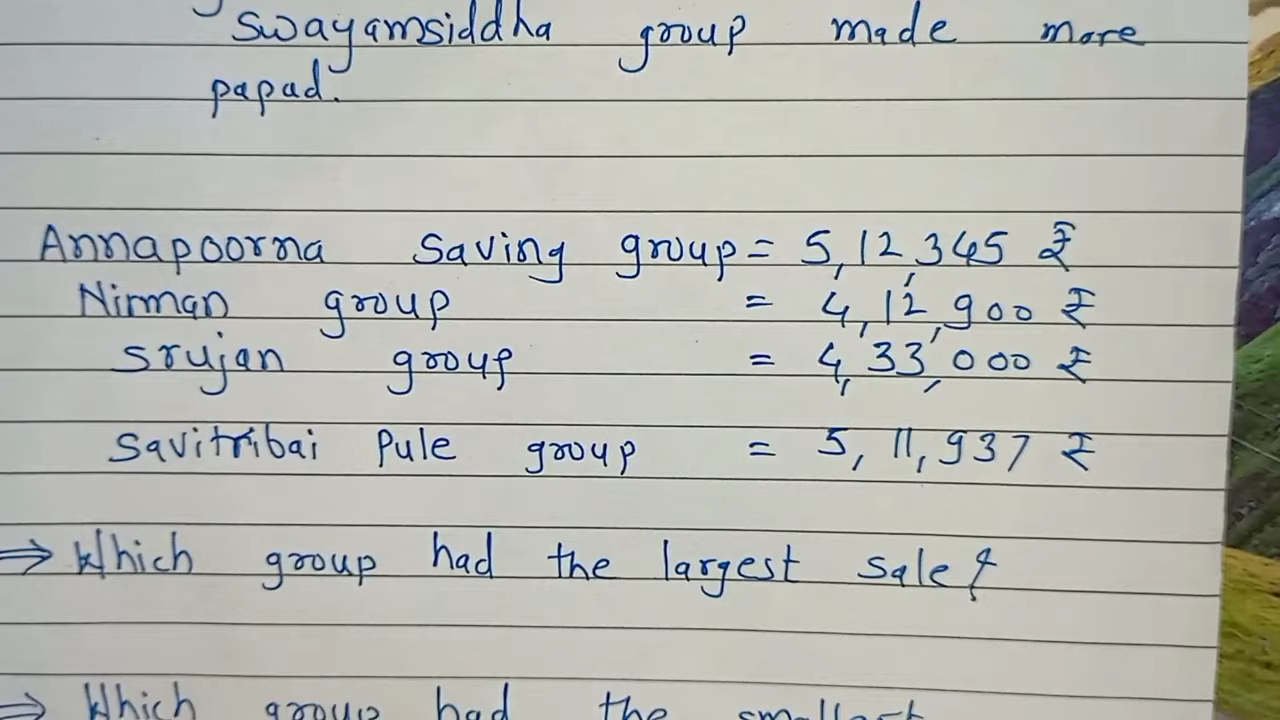 swayamsiddha group made more
papad.
Annapoorna saving group = 5,12,345 ₹
Nirman group = 4,12,900 ₹
srujan group = 4,33,000 ₹
savitribai Pule group = 5,11,937 ₹
⇒ Which group had the largest sale?
⇒ Which group had the smallest